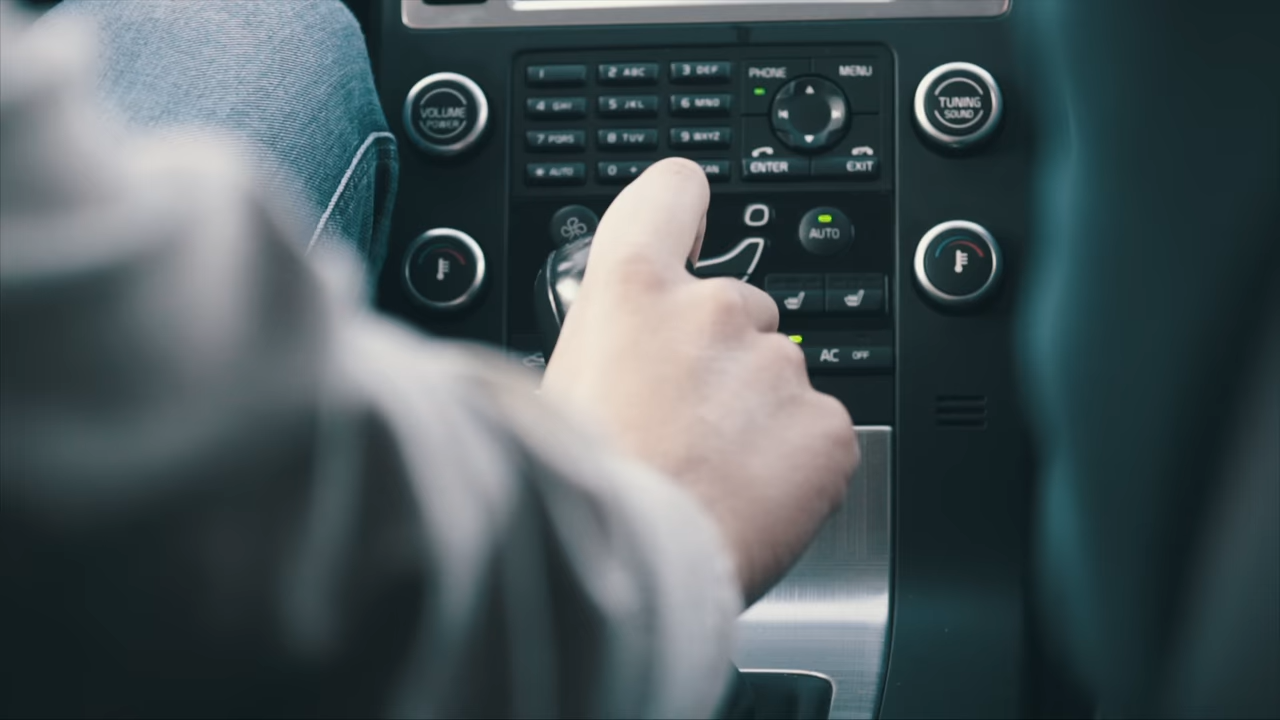 1 2 ABC 3 DEF
4 GHI 5 JKL 6 MNO
7 PQRS 8 TUV 9 WXYZ
* AUTO 0 +
PHONE MENU
ENTER EXIT
VOLUME
POWER
TUNING
SOUND
AUTO
AC OFF